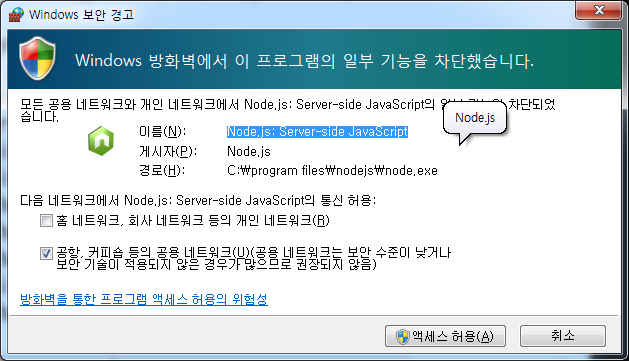 Windows 보안 경고
Windows 방화벽에서 이 프로그램의 일부 기능을 차단했습니다.
모든 공용 네트워크와 개인 네트워크에서 Node.js: Server-side JavaScript의 차단되었
습니다.
Node.js
이름(N): Node.js: Server-side JavaScript
게시자(P): Node.js
경로(H): C:₩program files₩nodejs₩node.exe
다음 네트워크에서 Node.js: Server-side JavaScript의 통신 허용:
홈 네트워크, 회사 네트워크 등의 개인 네트워크(R)
공항, 커피숍 등의 공용 네트워크(U)(공용 네트워크는 보안 수준이 낮거나
보안 기술이 적용되지 않은 경우가 많으므로 권장되지 않음)
방화벽을 통한 프로그램 액세스 허용의 위험성
액세스 허용(A)
취소